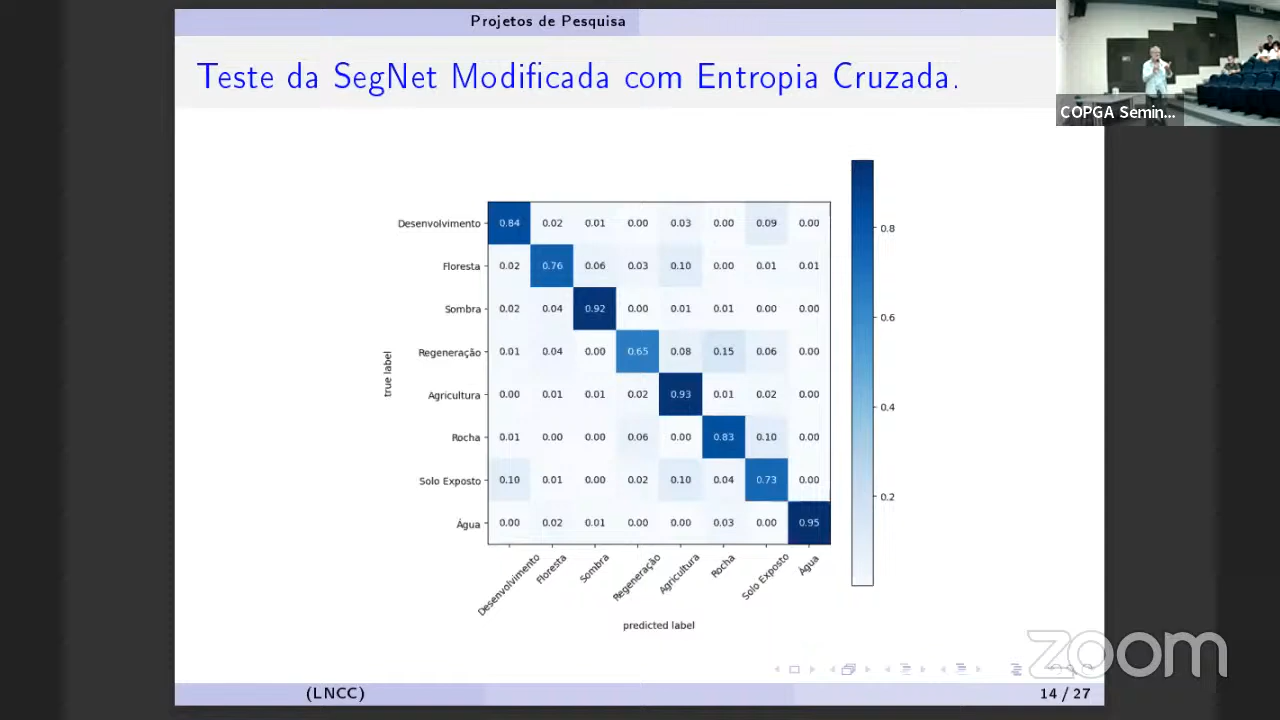 Projetos de Pesquisa
Teste da SegNet Modificada com Entropia Cruzada.
COPGA Semin...
Desenvolvimento 0.84 0.02 0.01 0.00 0.03 0.00 0.09 0.00
Floresta 0.02 0.76 0.06 0.03 0.10 0.00 0.01 0.01
Sombra 0.02 0.04 0.92 0.00 0.01 0.01 0.00 0.00
Regeneração 0.01 0.04 0.00 0.65 0.08 0.15 0.06 0.00
Agricultura 0.00 0.01 0.01 0.02 0.93 0.01 0.02 0.00
Rocha 0.01 0.00 0.00 0.06 0.00 0.83 0.10 0.00
Solo Exposto 0.10 0.01 0.00 0.02 0.10 0.04 0.73 0.00
Água 0.00 0.02 0.01 0.00 0.00 0.03 0.00 0.95
true label
Desenvolvimento Floresta Sombra Regeneração Agricultura Rocha Solo Exposto Água
predicted label
0.8
0.6
0.4
0.2
zoom
(LNCC)
14 / 27